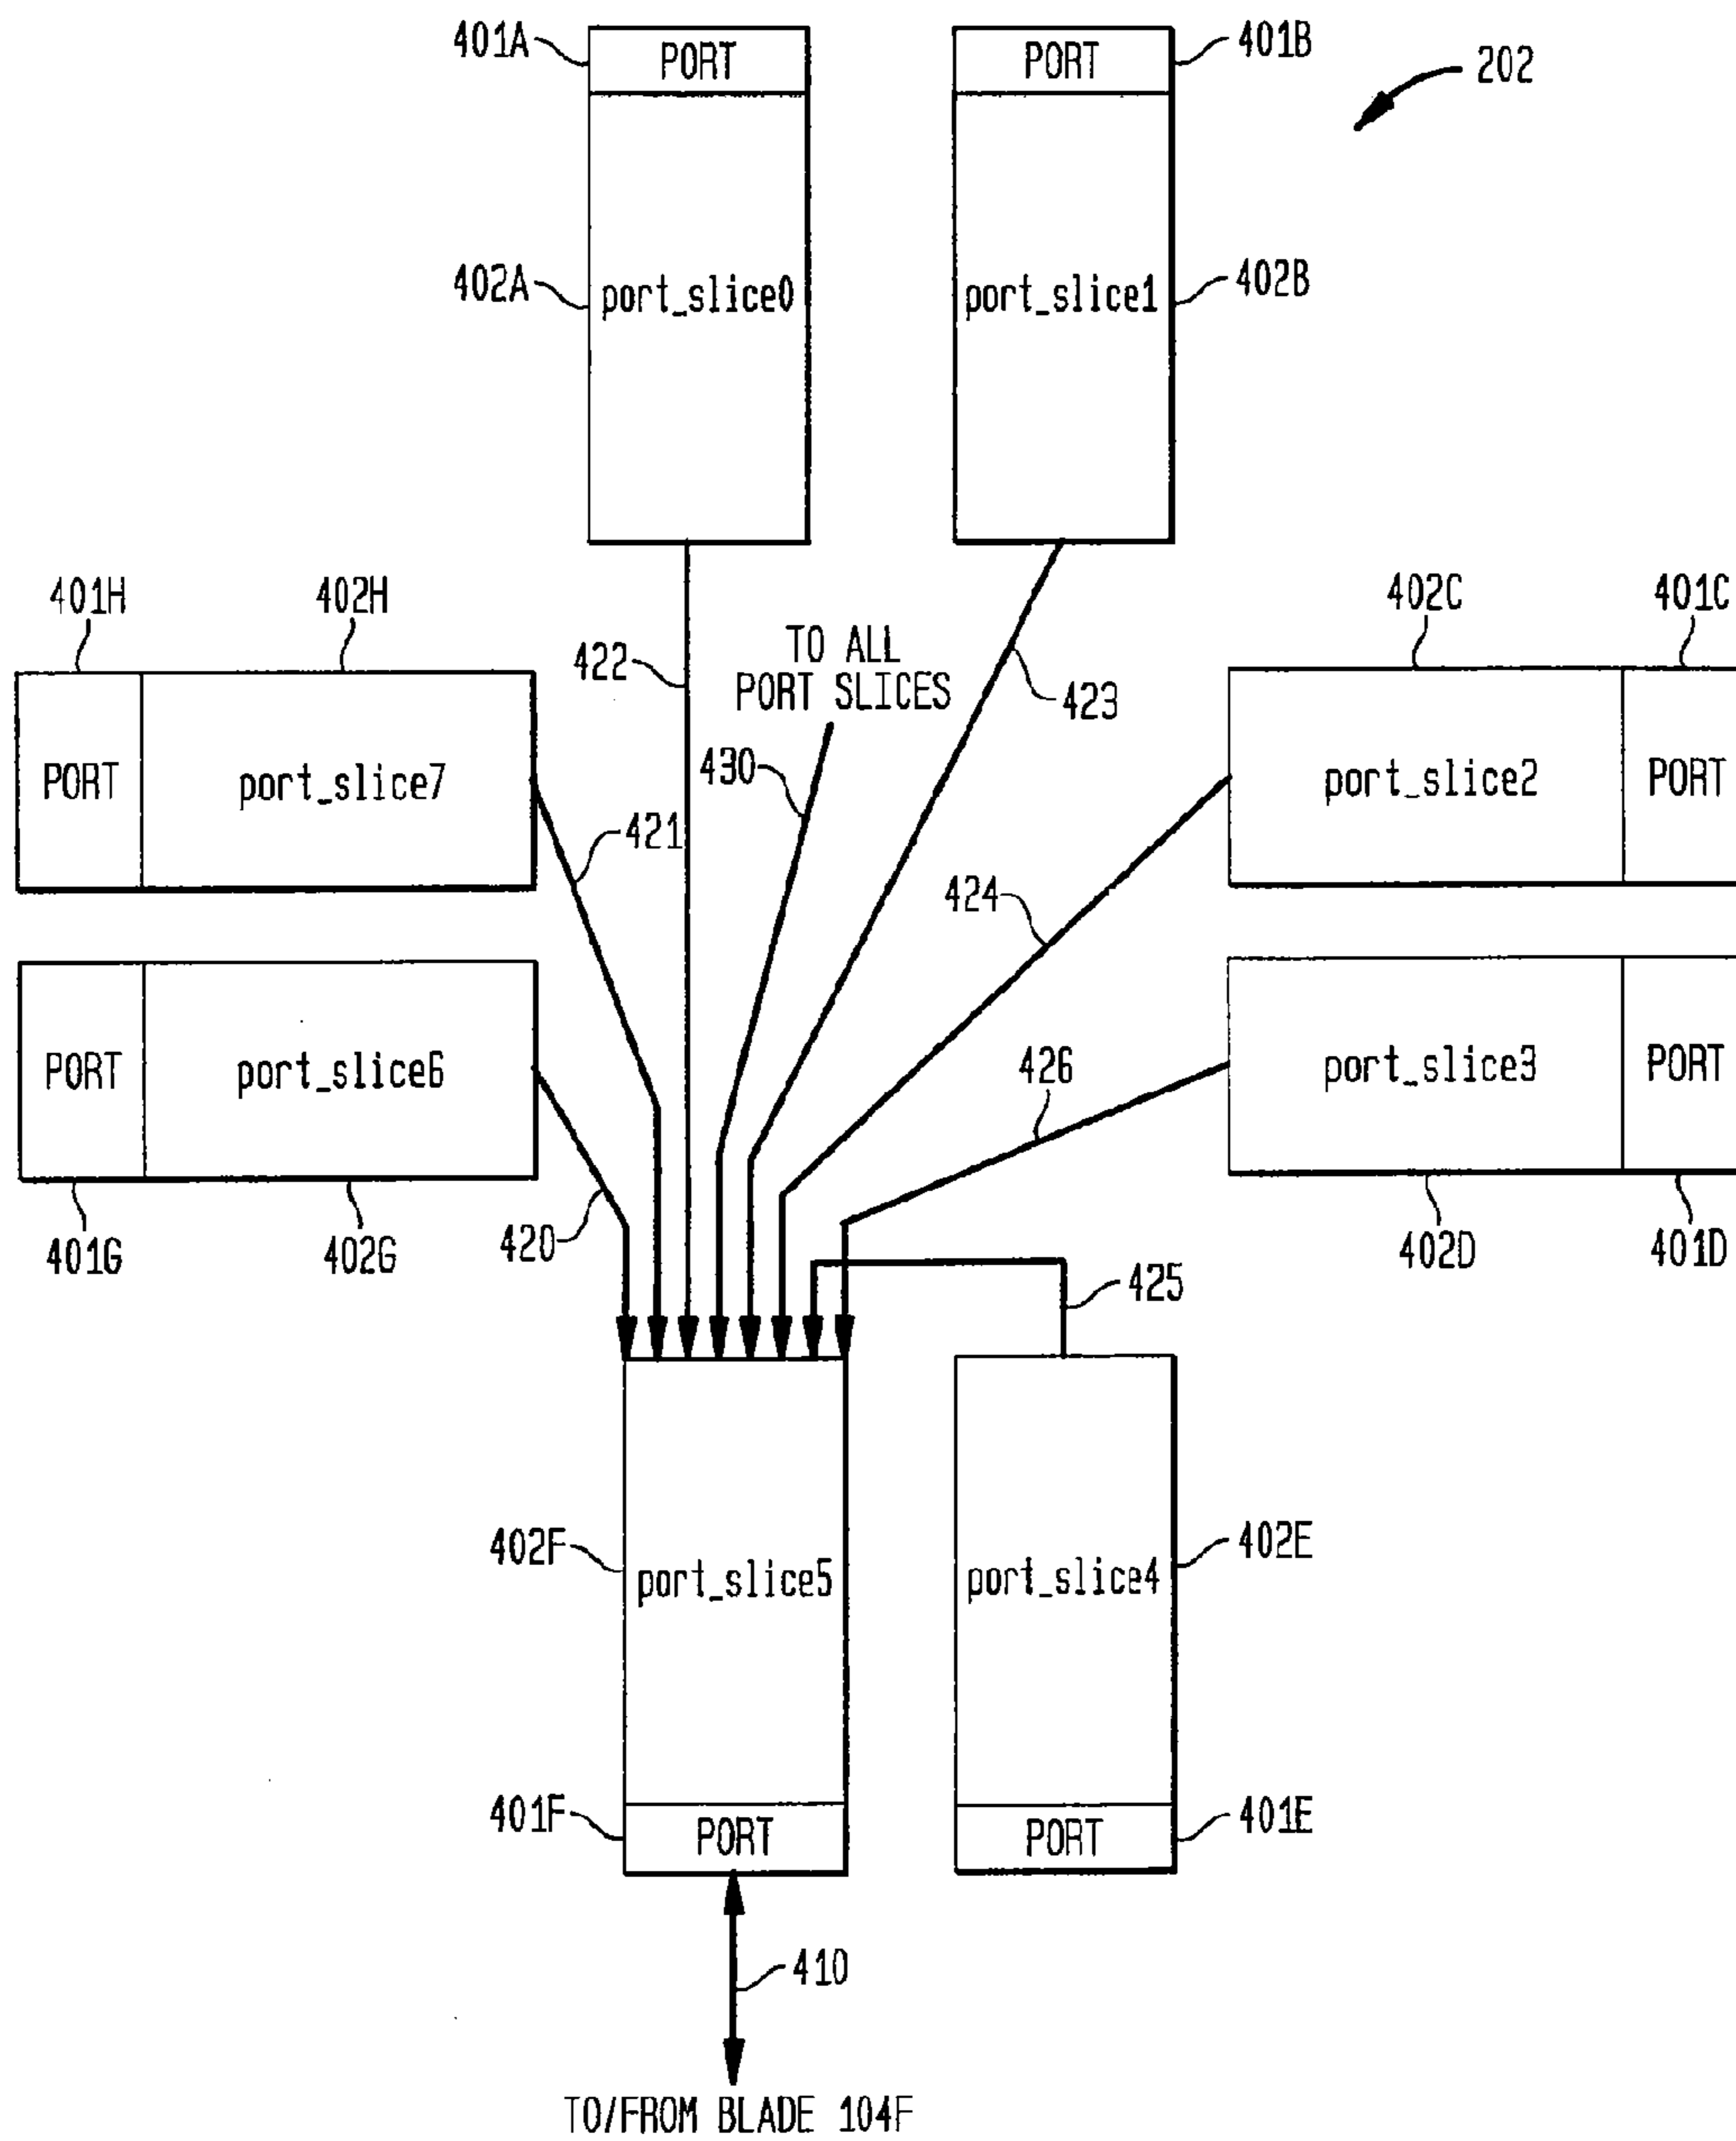 401A
PORT
PORT
401B
202
402A
port_slice0
port_slice1
402B
401H
402H
402C
401C
422
TO ALL
PORT SLICES
423
PORT
port_slice7
430
port_slice2
PORT
421
424
PORT
port_slice6
426
port_slice3
PORT
401G
402G
420
402D
401D
425
402F
port_slice5
port_slice4
402E
401F
PORT
PORT
401E
410
TO/FROM BLADE 104F